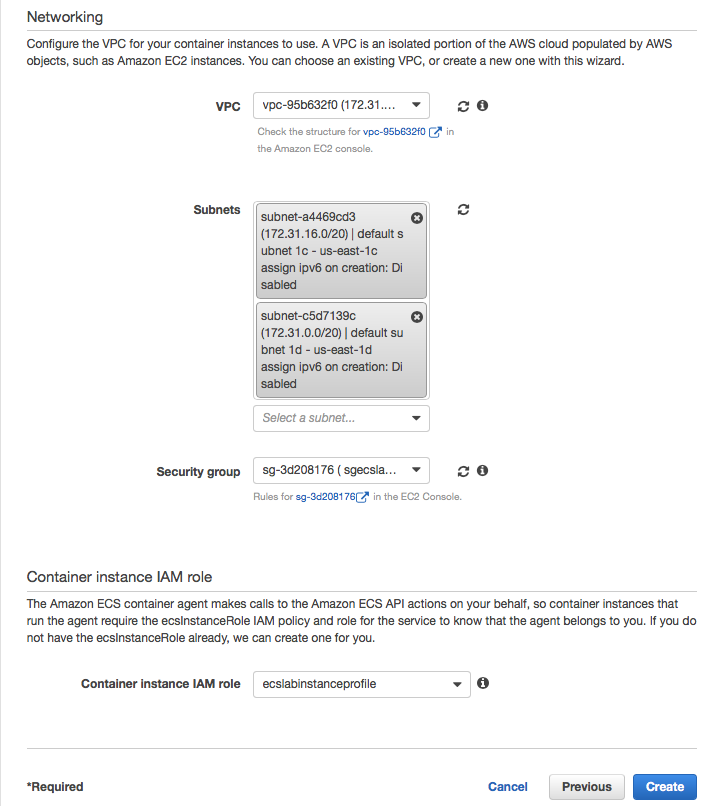 Networking
Configure the VPC for your container instances to use. A VPC is an isolated portion of the AWS cloud populated by AWS
objects, such as Amazon EC2 instances. You can choose an existing VPC, or create a new one with this wizard.
VPC vpc-95b632f0 (172.31....
Check the structure for vpc-95b632f0 in
the Amazon EC2 console.
Subnets
subnet-a4469cd3
(172.31.16.0/20) | default s
ubnet 1c - us-east-1c
assign ipv6 on creation: Di
sabled
subnet-c5d7139c
(172.31.0.0/20) | default su
bnet 1d - us-east-1d
assign ipv6 on creation: Di
sabled
Select a subnet...
Security group sg-3d208176 ( sgecsla...
Rules for sg-3d208176 in the EC2 Console.
Container instance IAM role
The Amazon ECS container agent makes calls to the Amazon ECS API actions on your behalf, so container instances that
run the agent require the ecsInstanceRole IAM policy and role for the service to know that the agent belongs to you. If you do
not have the ecsInstanceRole already, we can create one for you.
Container instance IAM role ecslabinstanceprofile
*Required Cancel Previous Create